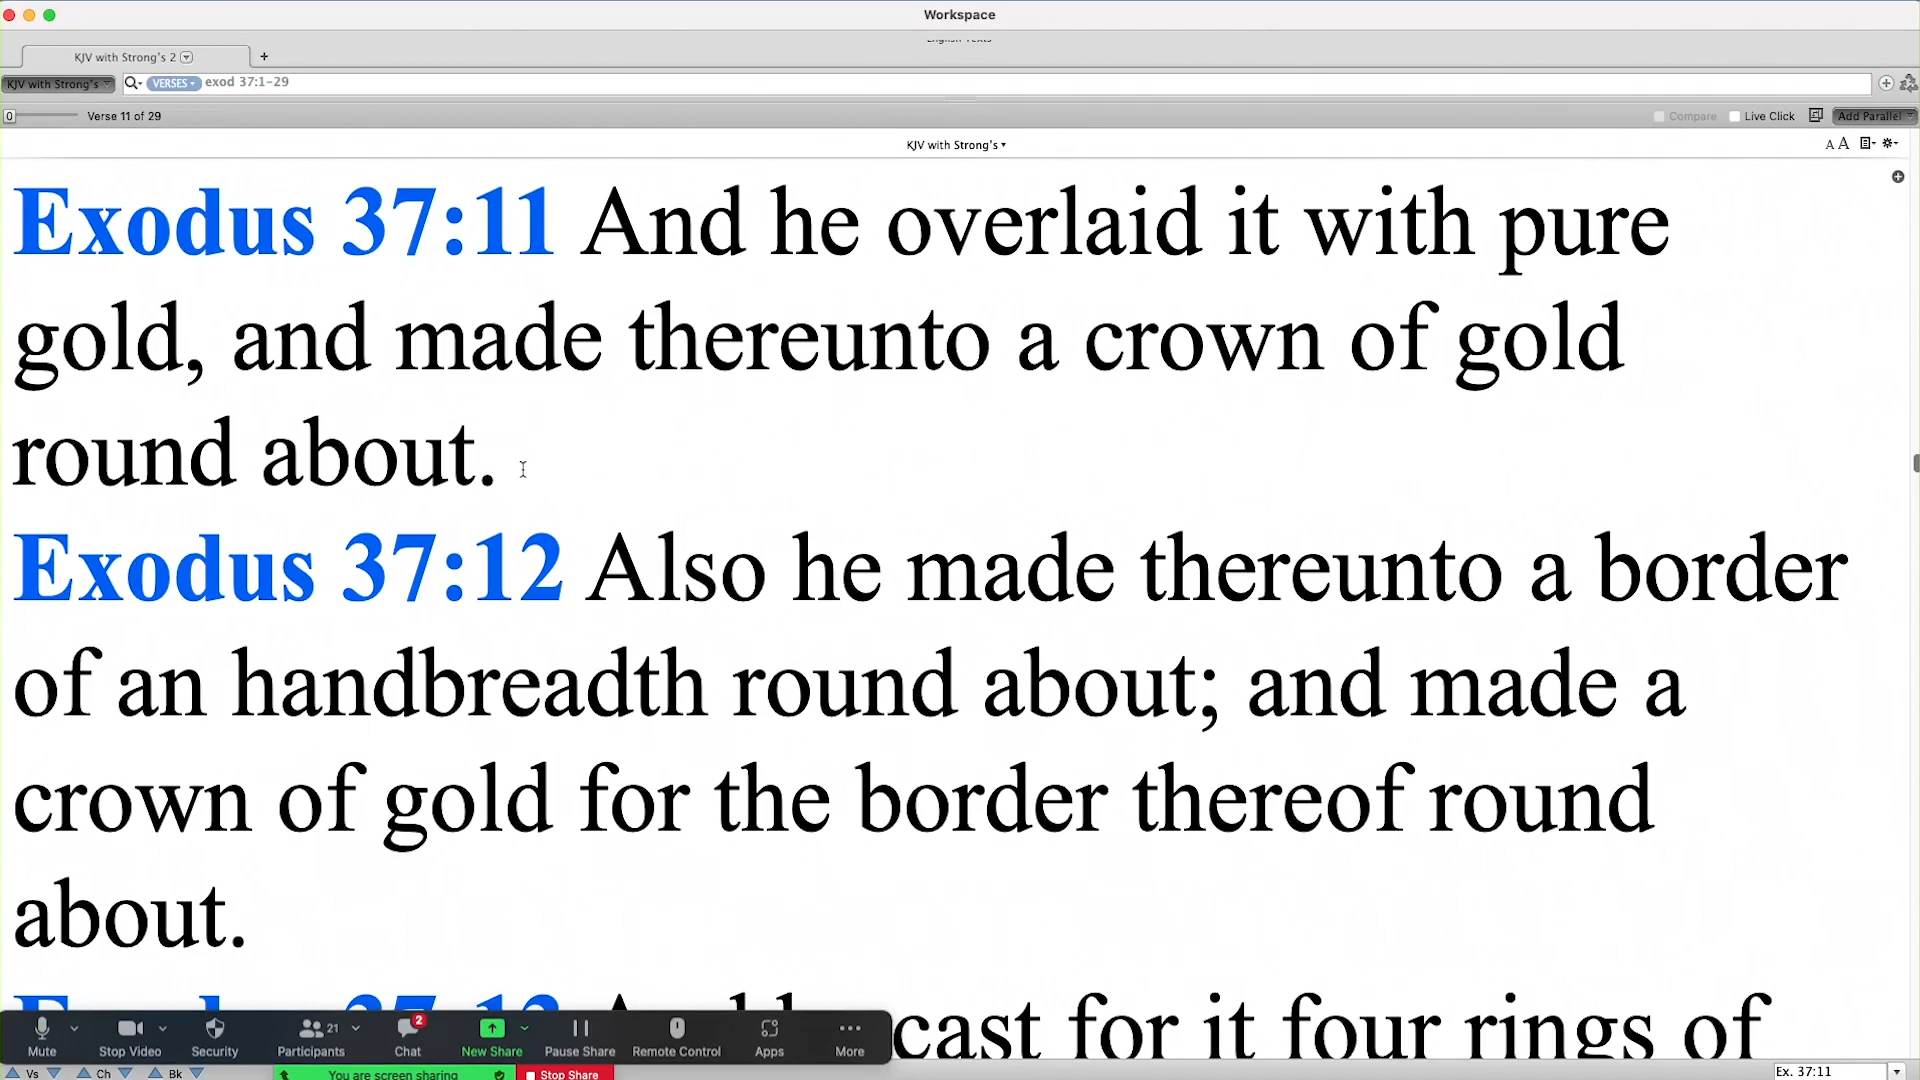 Workspace
English Texts
KJV with Strong's 2
+
KJV with Strong's
VERSES exod 37:1-29
0 Verse 11 of 29
Compare Live Click Add Parallel
KJV with Strong's
A A
Exodus 37:11 And he overlaid it with pure
gold, and made thereunto a crown of gold
round about.
Exodus 37:12 Also he made thereunto a border
of an handbreadth round about; and made a
crown of gold for the border thereof round
about.
cast for it four rings of
21 2
Mute Stop Video Security Participants Chat New Share Pause Share Remote Control Apps More
Vs Ch Bk You are screen sharing Stop Share Ex. 37:11